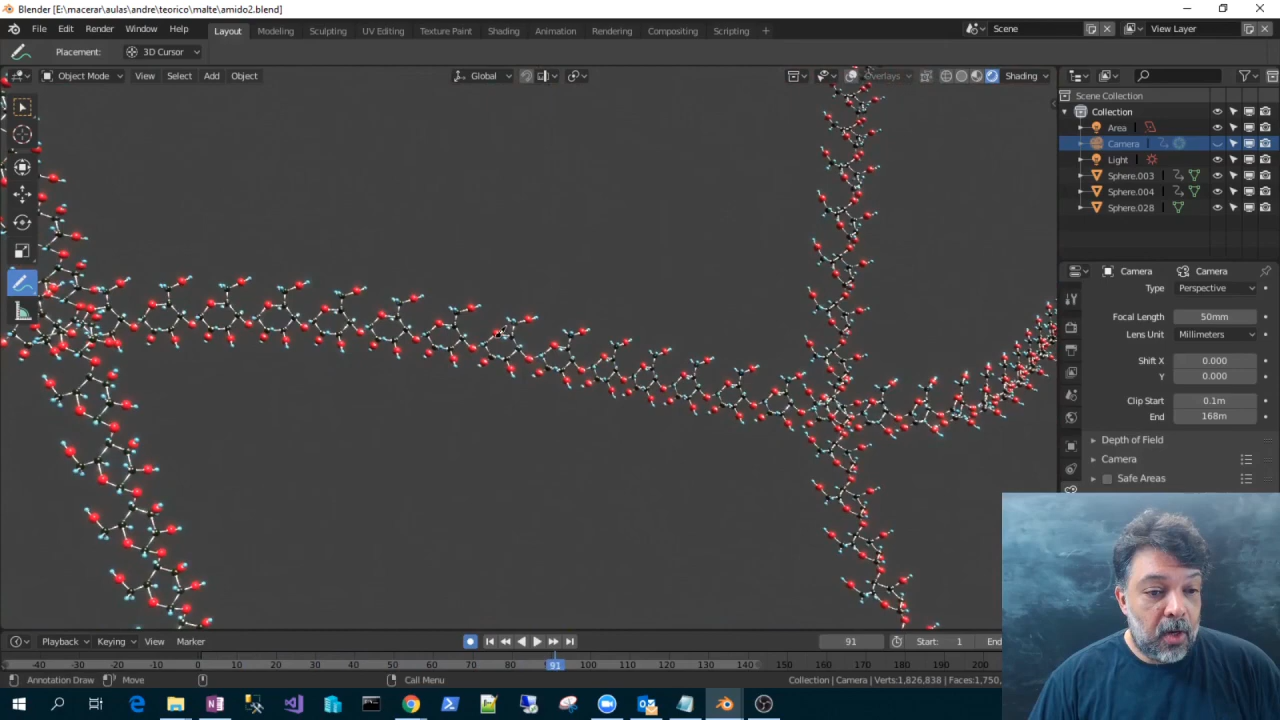 Blender [E:\macerar\aulas\andre\teorico\malte\amido2.blend]
File Edit Render Window Help Layout Modeling Sculpting UV Editing Texture Paint Shading Animation Rendering Compositing Scripting + Scene View Layer
Placement: 3D Cursor
Object Mode View Select Add Object Global Overlays Shading
Scene Collection
Collection
Area
Camera
Light
Sphere.003
Sphere.004
Sphere.028
Camera Camera
Type Perspective
Focal Length 50mm
Lens Unit Millimeters
Shift X 0.000
Y 0.000
Clip Start 0.1m
End 168m
Depth of Field
Camera
Safe Areas
Playback Keying View Marker 91 Start: 1 End
-40 -30 -20 -10 0 10 20 30 40 50 60 70 80 91 100 110 120 130 140 150 160 170 180 190 200
Annotation Draw Move Call Menu Collection | Camera | Verts:1,826,838 | Faces:1,750,